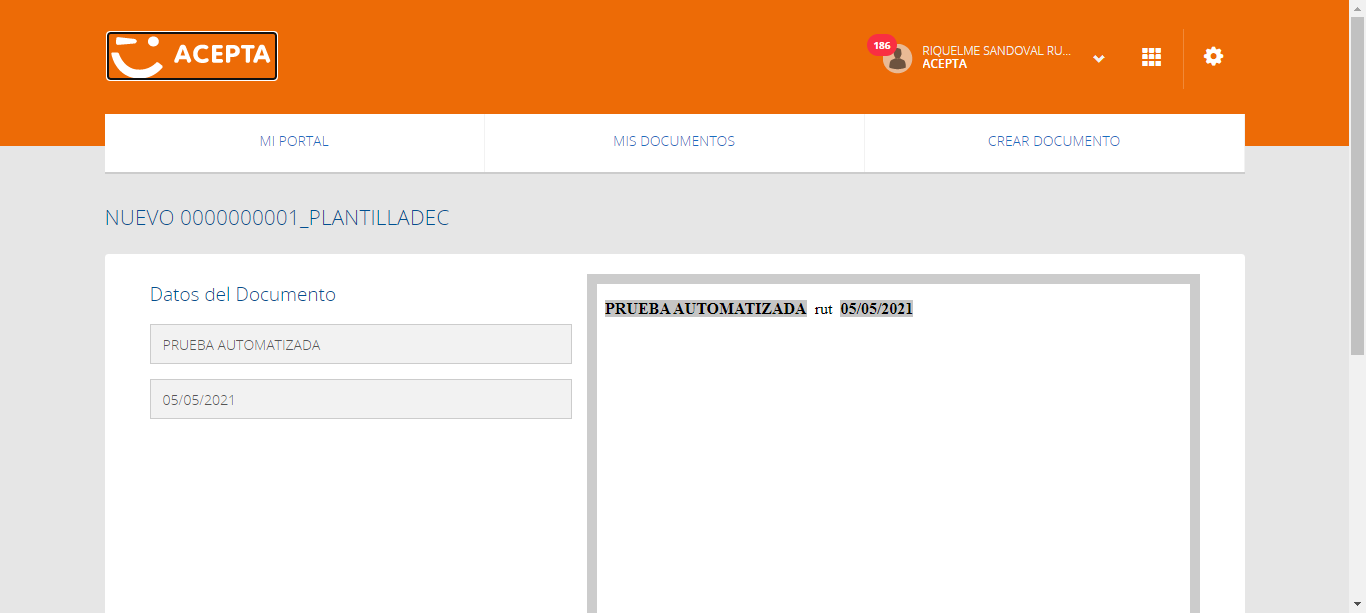 ACEPTA
186
RIQUELME SANDOVAL RU...
ACEPTA
MI PORTAL
MIS DOCUMENTOS
CREAR DOCUMENTO
NUEVO 0000000001_PLANTILLADEC
Datos del Documento
PRUEBA AUTOMATIZADA
05/05/2021
PRUEBA AUTOMATIZADA rut 05/05/2021